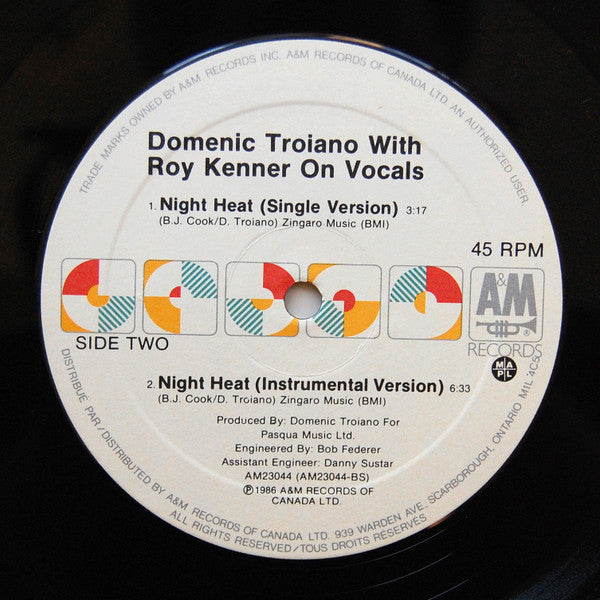 TRADE MARKS OWNED BY A&M RECORDS INC. A&M RECORDS OF CANADA LTD. AN AUTHORIZED USER
Domenic Troiano With
Roy Kenner On Vocals
1. Night Heat (Single Version) 3:17
(B.J. Cook/D. Troiano) Zingaro Music (BMI)
45 RPM
A&M
RECORDS
SIDE TWO
MAPL
2. Night Heat (Instrumental Version) 6:33
(B.J. Cook/D. Troiano) Zingaro Music (BMI)
Produced By: Domenic Troiano For
Pasqua Music Ltd.
Engineered By: Bob Federer
Assistant Engineer: Danny Sustar
AM23044 (AM23044-BS)
℗1986 A&M RECORDS OF
CANADA LTD.
DISTRIBUÉ PAR/DISTRIBUTED BY A&M RECORDS OF CANADA LTD. 939 WARDEN AVE. SCARBOROUGH, ONTARIO M1L 4C5
ALL RIGHTS RESERVED/TOUS DROITS RESERVÉS